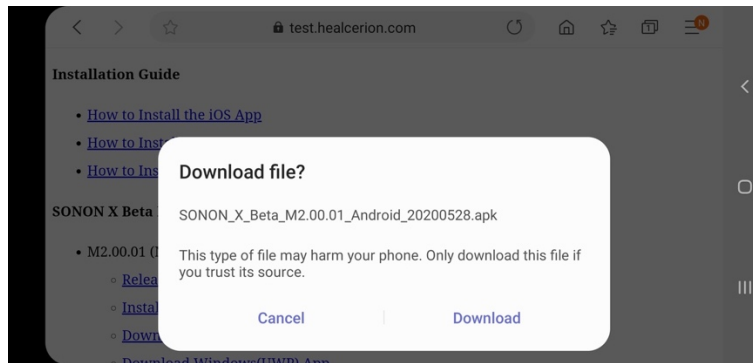 test.healcerion.com
N
Installation Guide
How to Install the iOS App
How to Inst
How to Ins
Download file?
SONON X Beta
SONON_X_Beta_M2.00.01_Android_20200528.apk
M2.00.01 (
This type of file may harm your phone. Only download this file if
you trust its source.
Relea
Instal
Cancel
Download
Down
Download Windows(UWP) App